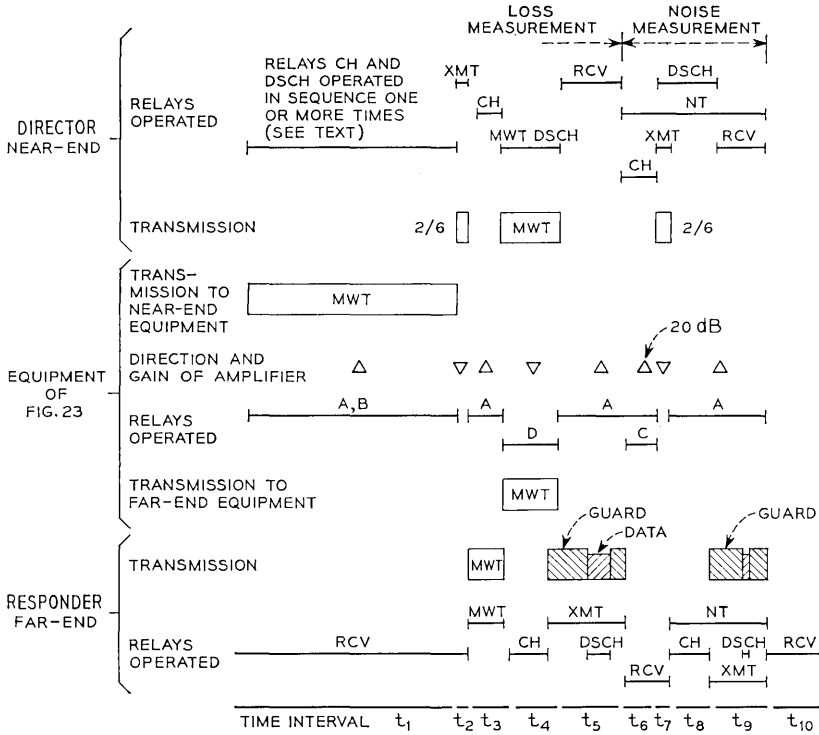 LOSS MEASUREMENT
NOISE MEASUREMENT
DIRECTOR
NEAR-END
RELAYS
OPERATED
RELAYS CH AND
DSCH OPERATED
IN SEQUENCE ONE
OR MORE TIMES
(SEE TEXT)
XMT
RCV
DSCH
CH
NT
MWT DSCH
XMT
RCV
CH
TRANSMISSION
2/6
MWT
2/6
EQUIPMENT
OF
FIG. 23
TRANS-
MISSION TO
NEAR-END
EQUIPMENT
MWT
20 dB
DIRECTION AND
GAIN OF AMPLIFIER
RELAYS
OPERATED
A,B
A
A
A
D
C
TRANSMISSION TO
FAR-END EQUIPMENT
MWT
GUARD
DATA
GUARD
RESPONDER
FAR-END
TRANSMISSION
MWT
MWT
XMT
NT
RELAYS
OPERATED
RCV
CH
DSCH
CH
DSCH
RCV
RCV
XMT
TIME INTERVAL t1 t2 t3 t4 t5 t6 t7 t8 t9 t10